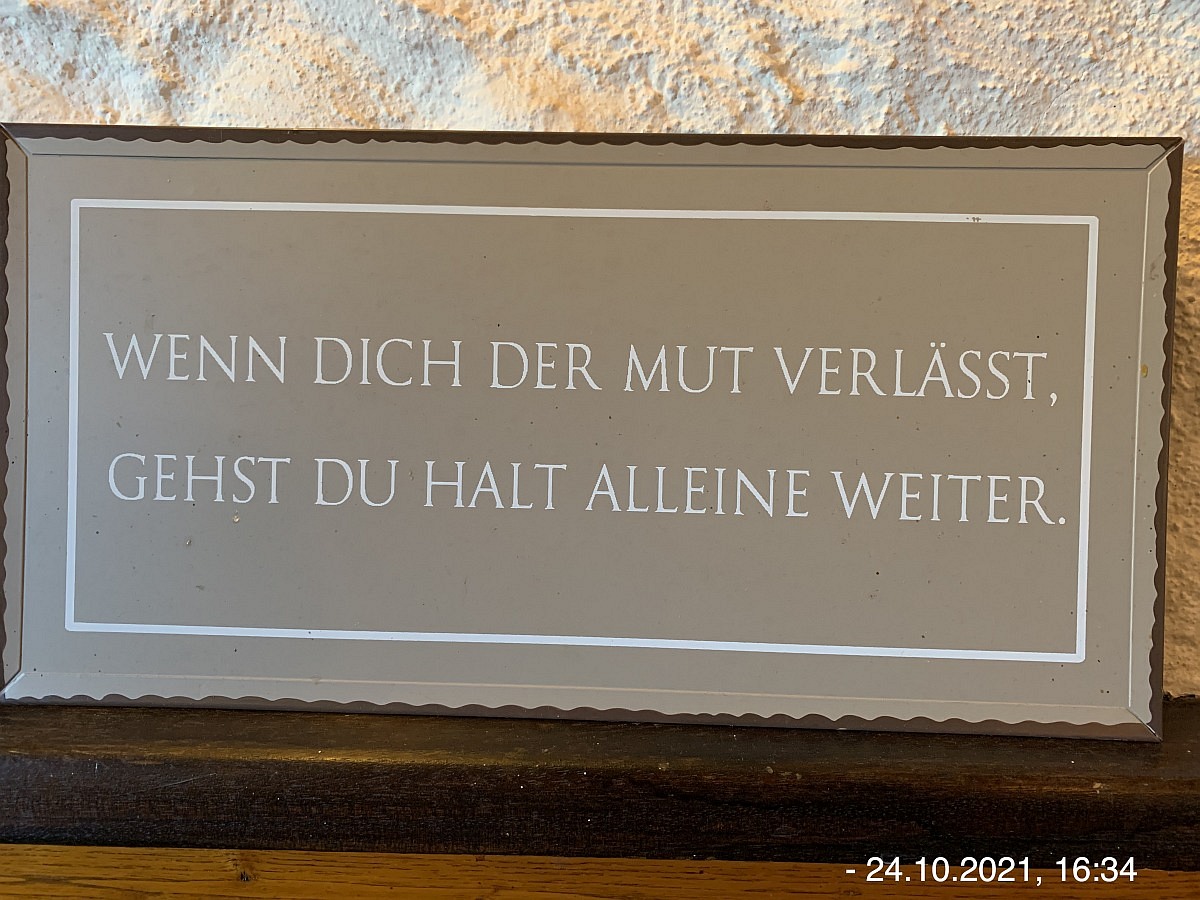 WENN DICH DER MUT VERLÄSST,
GEHST DU HALT ALLEINE WEITER.
- 24.10.2021, 16:34